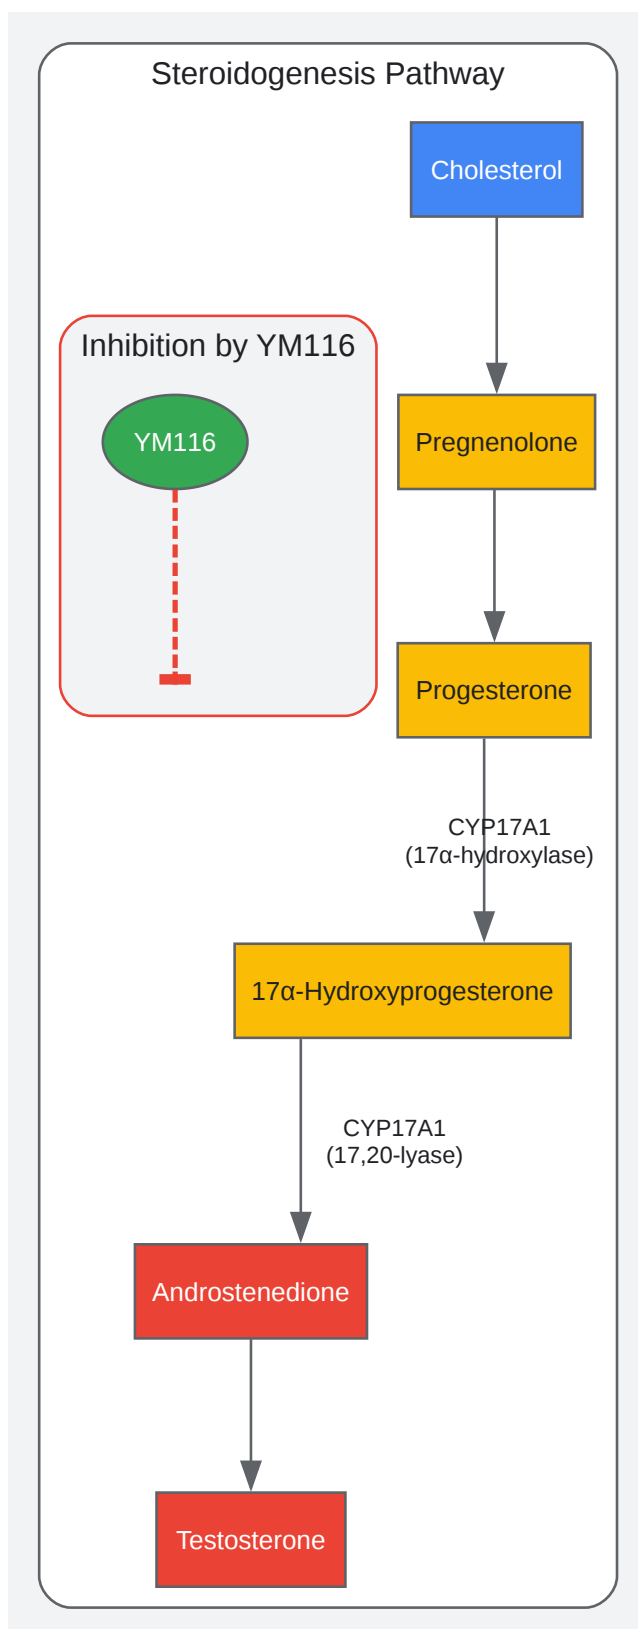 Steroidogenesis Pathway
Cholesterol
Inhibition by YM116
YM116
Pregnenolone
Progesterone
CYP17A1
(17α-hydroxylase)
17α-Hydroxyprogesterone
CYP17A1
(17,20-lyase)
Androstenedione
Testosterone